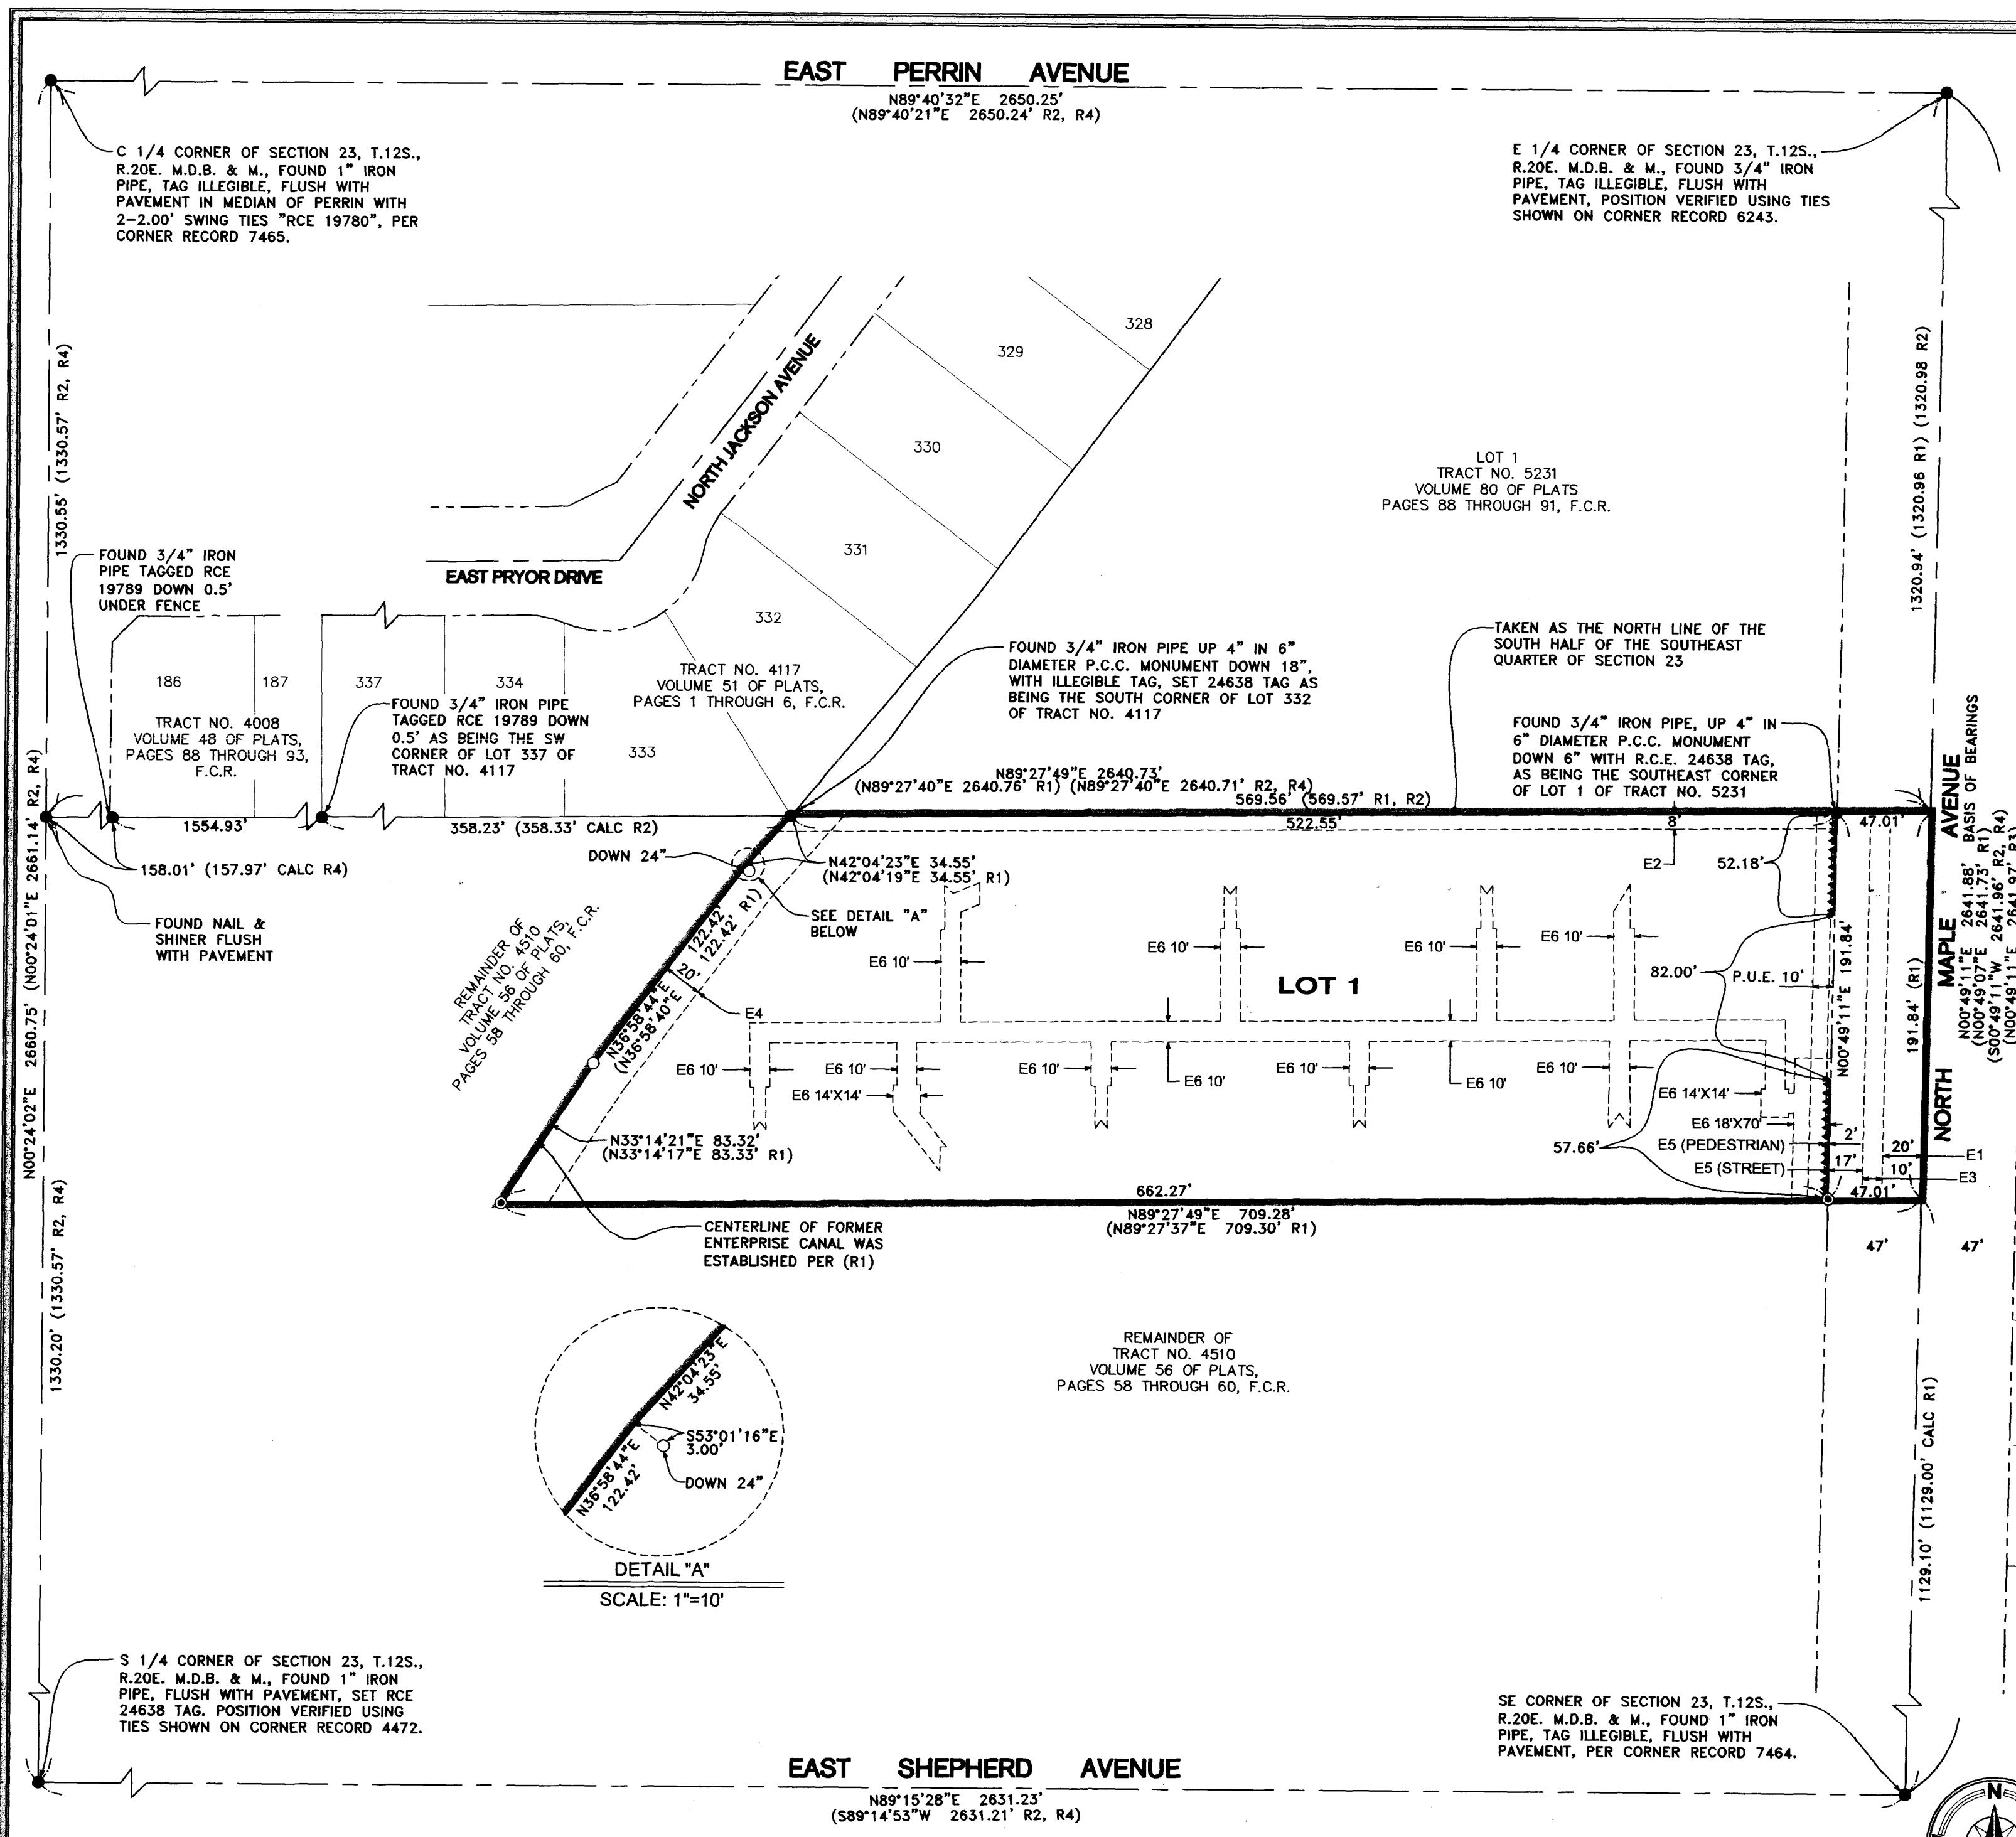 EAST PERRIN AVENUE
N89°40'32"E 2650.25'
(N89°40'21"E 2650.24' R2, R4)
C 1/4 CORNER OF SECTION 23, T.12S.,
R.20E. M.D.B. & M., FOUND 1" IRON
PIPE, TAG ILLEGIBLE, FLUSH WITH
PAVEMENT IN MEDIAN OF PERRIN WITH
2-2.00' SWING TIES "RCE 19780", PER
CORNER RECORD 7465.
E 1/4 CORNER OF SECTION 23, T.12S.,
R.20E. M.D.B. & M., FOUND 3/4" IRON
PIPE, TAG ILLEGIBLE, FLUSH WITH
PAVEMENT, POSITION VERIFIED USING TIES
SHOWN ON CORNER RECORD 6243.
1330.55' (1330.57' R2, R4)
1320.94' (1320.96 R1) (1320.98 R2)
328
329
330
331
332
NORTH JACKSON AVENUE
EAST PRYOR DRIVE
LOT 1
TRACT NO. 5231
VOLUME 80 OF PLATS
PAGES 88 THROUGH 91, F.C.R.
FOUND 3/4" IRON
PIPE TAGGED RCE
19789 DOWN 0.5'
UNDER FENCE
186
187
337
334
333
TRACT NO. 4008
VOLUME 48 OF PLATS,
PAGES 88 THROUGH 93,
F.C.R.
FOUND 3/4" IRON PIPE
TAGGED RCE 19789 DOWN
0.5' AS BEING THE SW
CORNER OF LOT 337 OF
TRACT NO. 4117
TRACT NO. 4117
VOLUME 51 OF PLATS,
PAGES 1 THROUGH 6, F.C.R.
FOUND 3/4" IRON PIPE UP 4" IN 6"
DIAMETER P.C.C. MONUMENT DOWN 18",
WITH ILLEGIBLE TAG, SET 24638 TAG AS
BEING THE SOUTH CORNER OF LOT 332
OF TRACT NO. 4117
TAKEN AS THE NORTH LINE OF THE
SOUTH HALF OF THE SOUTHEAST
QUARTER OF SECTION 23
FOUND 3/4" IRON PIPE, UP 4" IN
6" DIAMETER P.C.C. MONUMENT
DOWN 6" WITH R.C.E. 24638 TAG,
AS BEING THE SOUTHEAST CORNER
OF LOT 1 OF TRACT NO. 5231
N89°27'49"E 2640.73'
(N89°27'40"E 2640.76' R1) (N89°27'40"E 2640.71' R2, R4)
569.56' (569.57' R1, R2)
1554.93'
358.23' (358.33' CALC R2)
522.55'
8'
47.01'
158.01' (157.97' CALC R4)
DOWN 24"
N42°04'23"E 34.55'
(N42°04'19"E 34.55' R1)
E2
52.18'
FOUND NAIL &
SHINER FLUSH
WITH PAVEMENT
SEE DETAIL "A"
BELOW
REMAINDER OF
TRACT NO. 4510
VOLUME 56 OF PLATS,
PAGES 58 THROUGH 60, F.C.R.
N36°58'44"E 122.42'
(N36°58'40"E 122.42' R1)
20'
E4
E6 10'
E6 10'
E6 10'
E6 10'
LOT 1
82.00'
P.U.E. 10'
N00°49'11"E 191.84'
191.84' (R1)
NORTH MAPLE AVENUE
BASIS OF BEARINGS
N00°49'11"E 2641.88'
(N00°49'07"E 2641.73' R1)
(S00°49'11"W 2641.96' R2, R4)
(N00°49'11"E 2641.97' R3)
N00°24'02"E 2660.75' (N00°24'01"E 2661.14' R2, R4)
E6 10'
E6 10'
E6 10'
E6 10'
E6 10'
E6 10'
E6 10'
E6 14'X14'
E6 14'X14'
E6 18'X70'
E5 (PEDESTRIAN)
2'
E5 (STREET)
17'
20'
E1
10'
E3
57.66'
N33°14'21"E 83.32'
(N33°14'17"E 83.33' R1)
662.27'
47.01'
N89°27'49"E 709.28'
(N89°27'37"E 709.30' R1)
47'
47'
CENTERLINE OF FORMER
ENTERPRISE CANAL WAS
ESTABLISHED PER (R1)
1330.20' (1330.57' R2, R4)
REMAINDER OF
TRACT NO. 4510
VOLUME 56 OF PLATS,
PAGES 58 THROUGH 60, F.C.R.
N42°04'23"E
34.55'
S53°01'16"E
3.00'
N36°58'44"E
122.42'
DOWN 24"
DETAIL "A"
SCALE: 1"=10'
1129.10' (1129.00' CALC R1)
S 1/4 CORNER OF SECTION 23, T.12S.,
R.20E. M.D.B. & M., FOUND 1" IRON
PIPE, FLUSH WITH PAVEMENT, SET RCE
24638 TAG. POSITION VERIFIED USING
TIES SHOWN ON CORNER RECORD 4472.
SE CORNER OF SECTION 23, T.12S.,
R.20E. M.D.B. & M., FOUND 1" IRON
PIPE, TAG ILLEGIBLE, FLUSH WITH
PAVEMENT, PER CORNER RECORD 7464.
EAST SHEPHERD AVENUE
N89°15'28"E 2631.23'
(S89°14'53"W 2631.21' R2, R4)
N